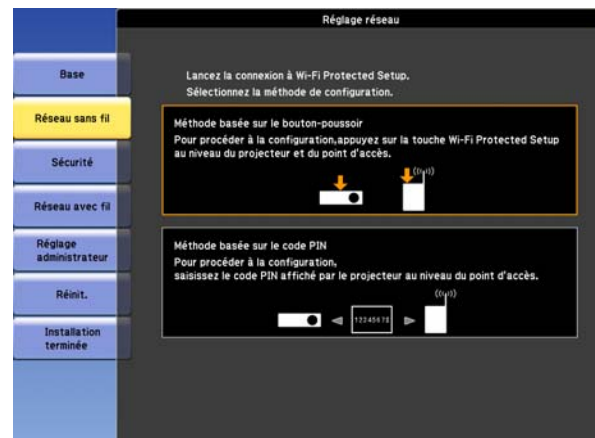 Réglage réseau
Base
Réseau sans fil
Sécurité
Réseau avec fil
Réglage
administrateur
Réinit.
Installation
terminée
Lancez la connexion à Wi-Fi Protected Setup.
Sélectionnez la méthode de configuration.
Méthode basée sur le bouton-poussoir
Pour procéder à la configuration,appuyez sur la touche Wi-Fi Protected Setup
au niveau du projecteur et du point d'accès.
Méthode basée sur le code PIN
Pour procéder à la configuration,
saisissez le code PIN affiché par le projecteur au niveau du point d'accès.
12345678